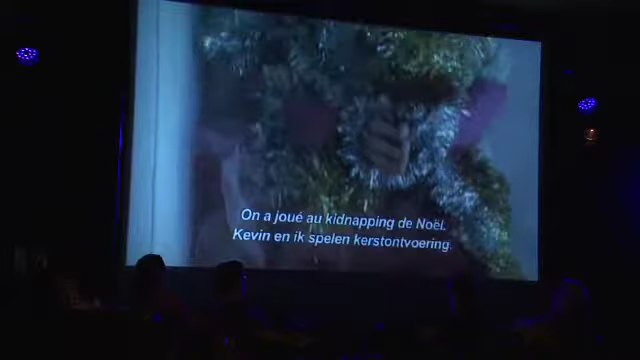 On a joué au kidnapping de Noël.
Kevin en ik spelen kerstontvoering.